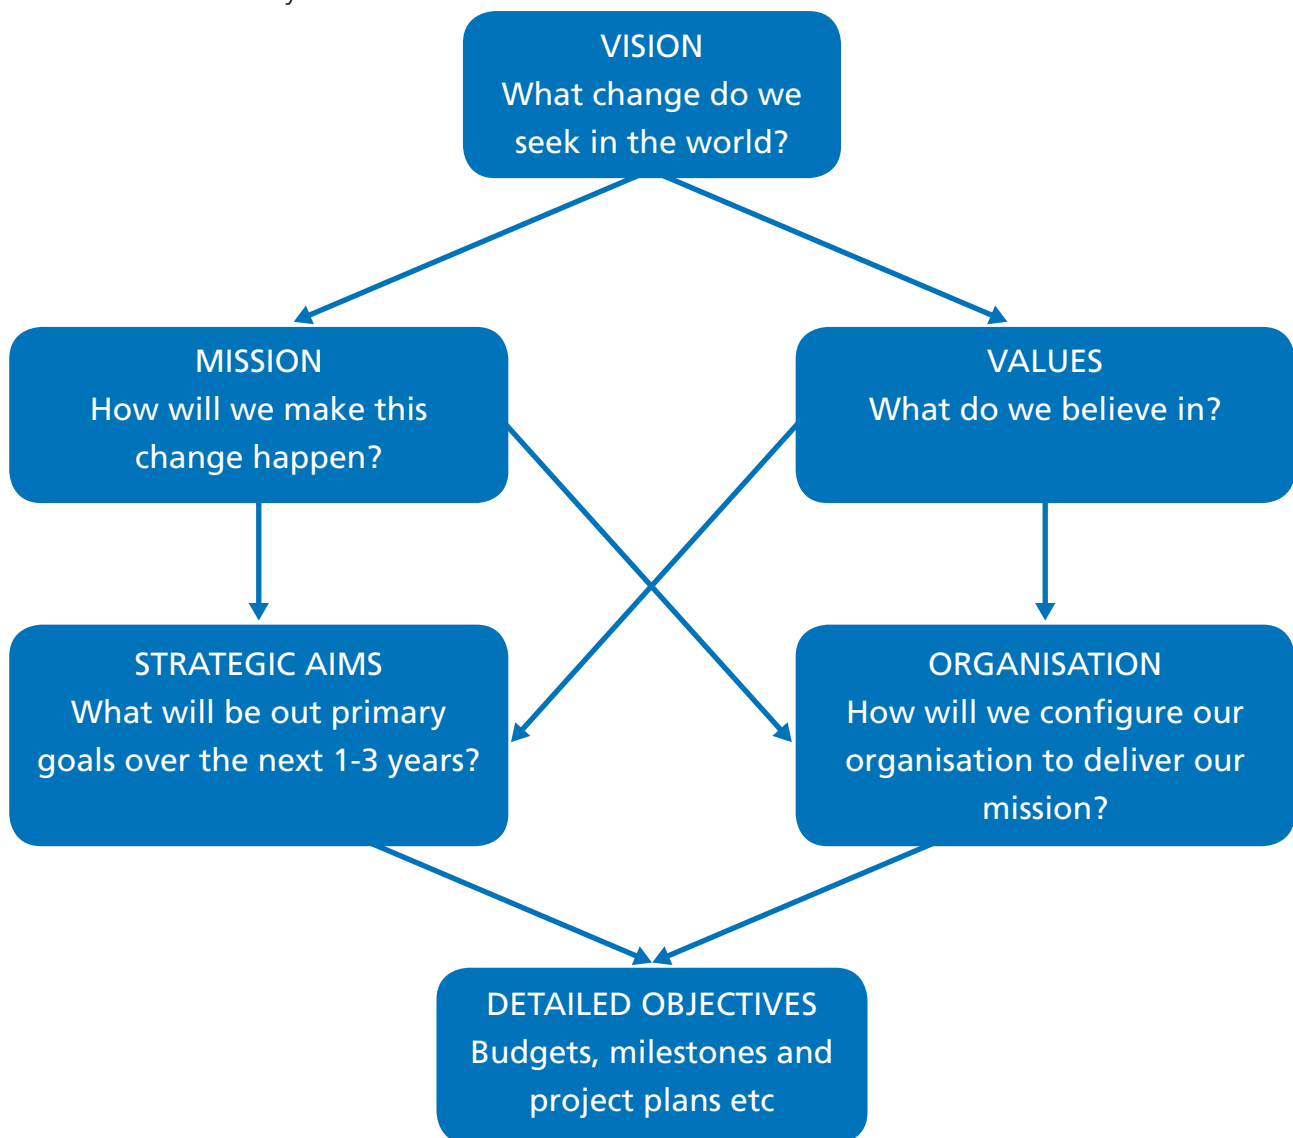 VISION
What change do we
seek in the world?
MISSION
How will we make this
change happen?
VALUES
What do we believe in?
STRATEGIC AIMS
What will be out primary
goals over the next 1-3 years?
ORGANISATION
How will we configure our
organisation to deliver our
mission?
DETAILED OBJECTIVES
Budgets, milestones and
project plans etc